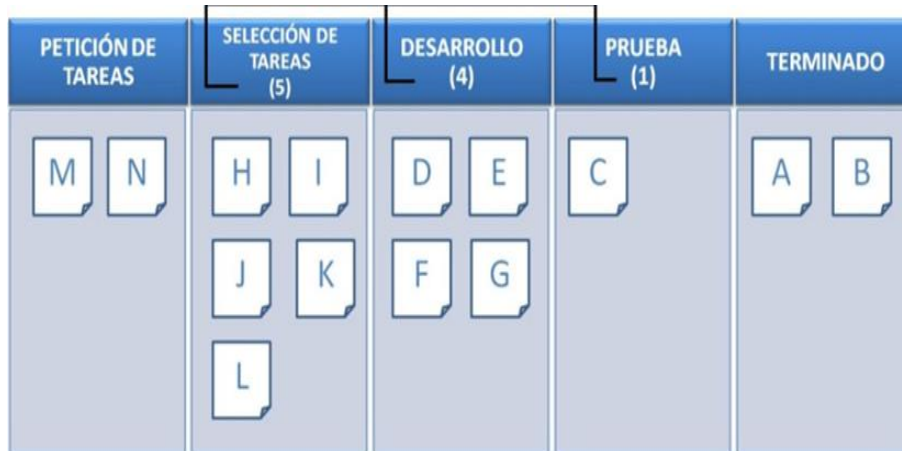 PETICIÓN DE
TAREAS
SELECCIÓN DE
TAREAS
(5)
DESARROLLO
(4)
PRUEBA
(1)
TERMINADO
M N
H I
J K
L
D E
F G
C
A B